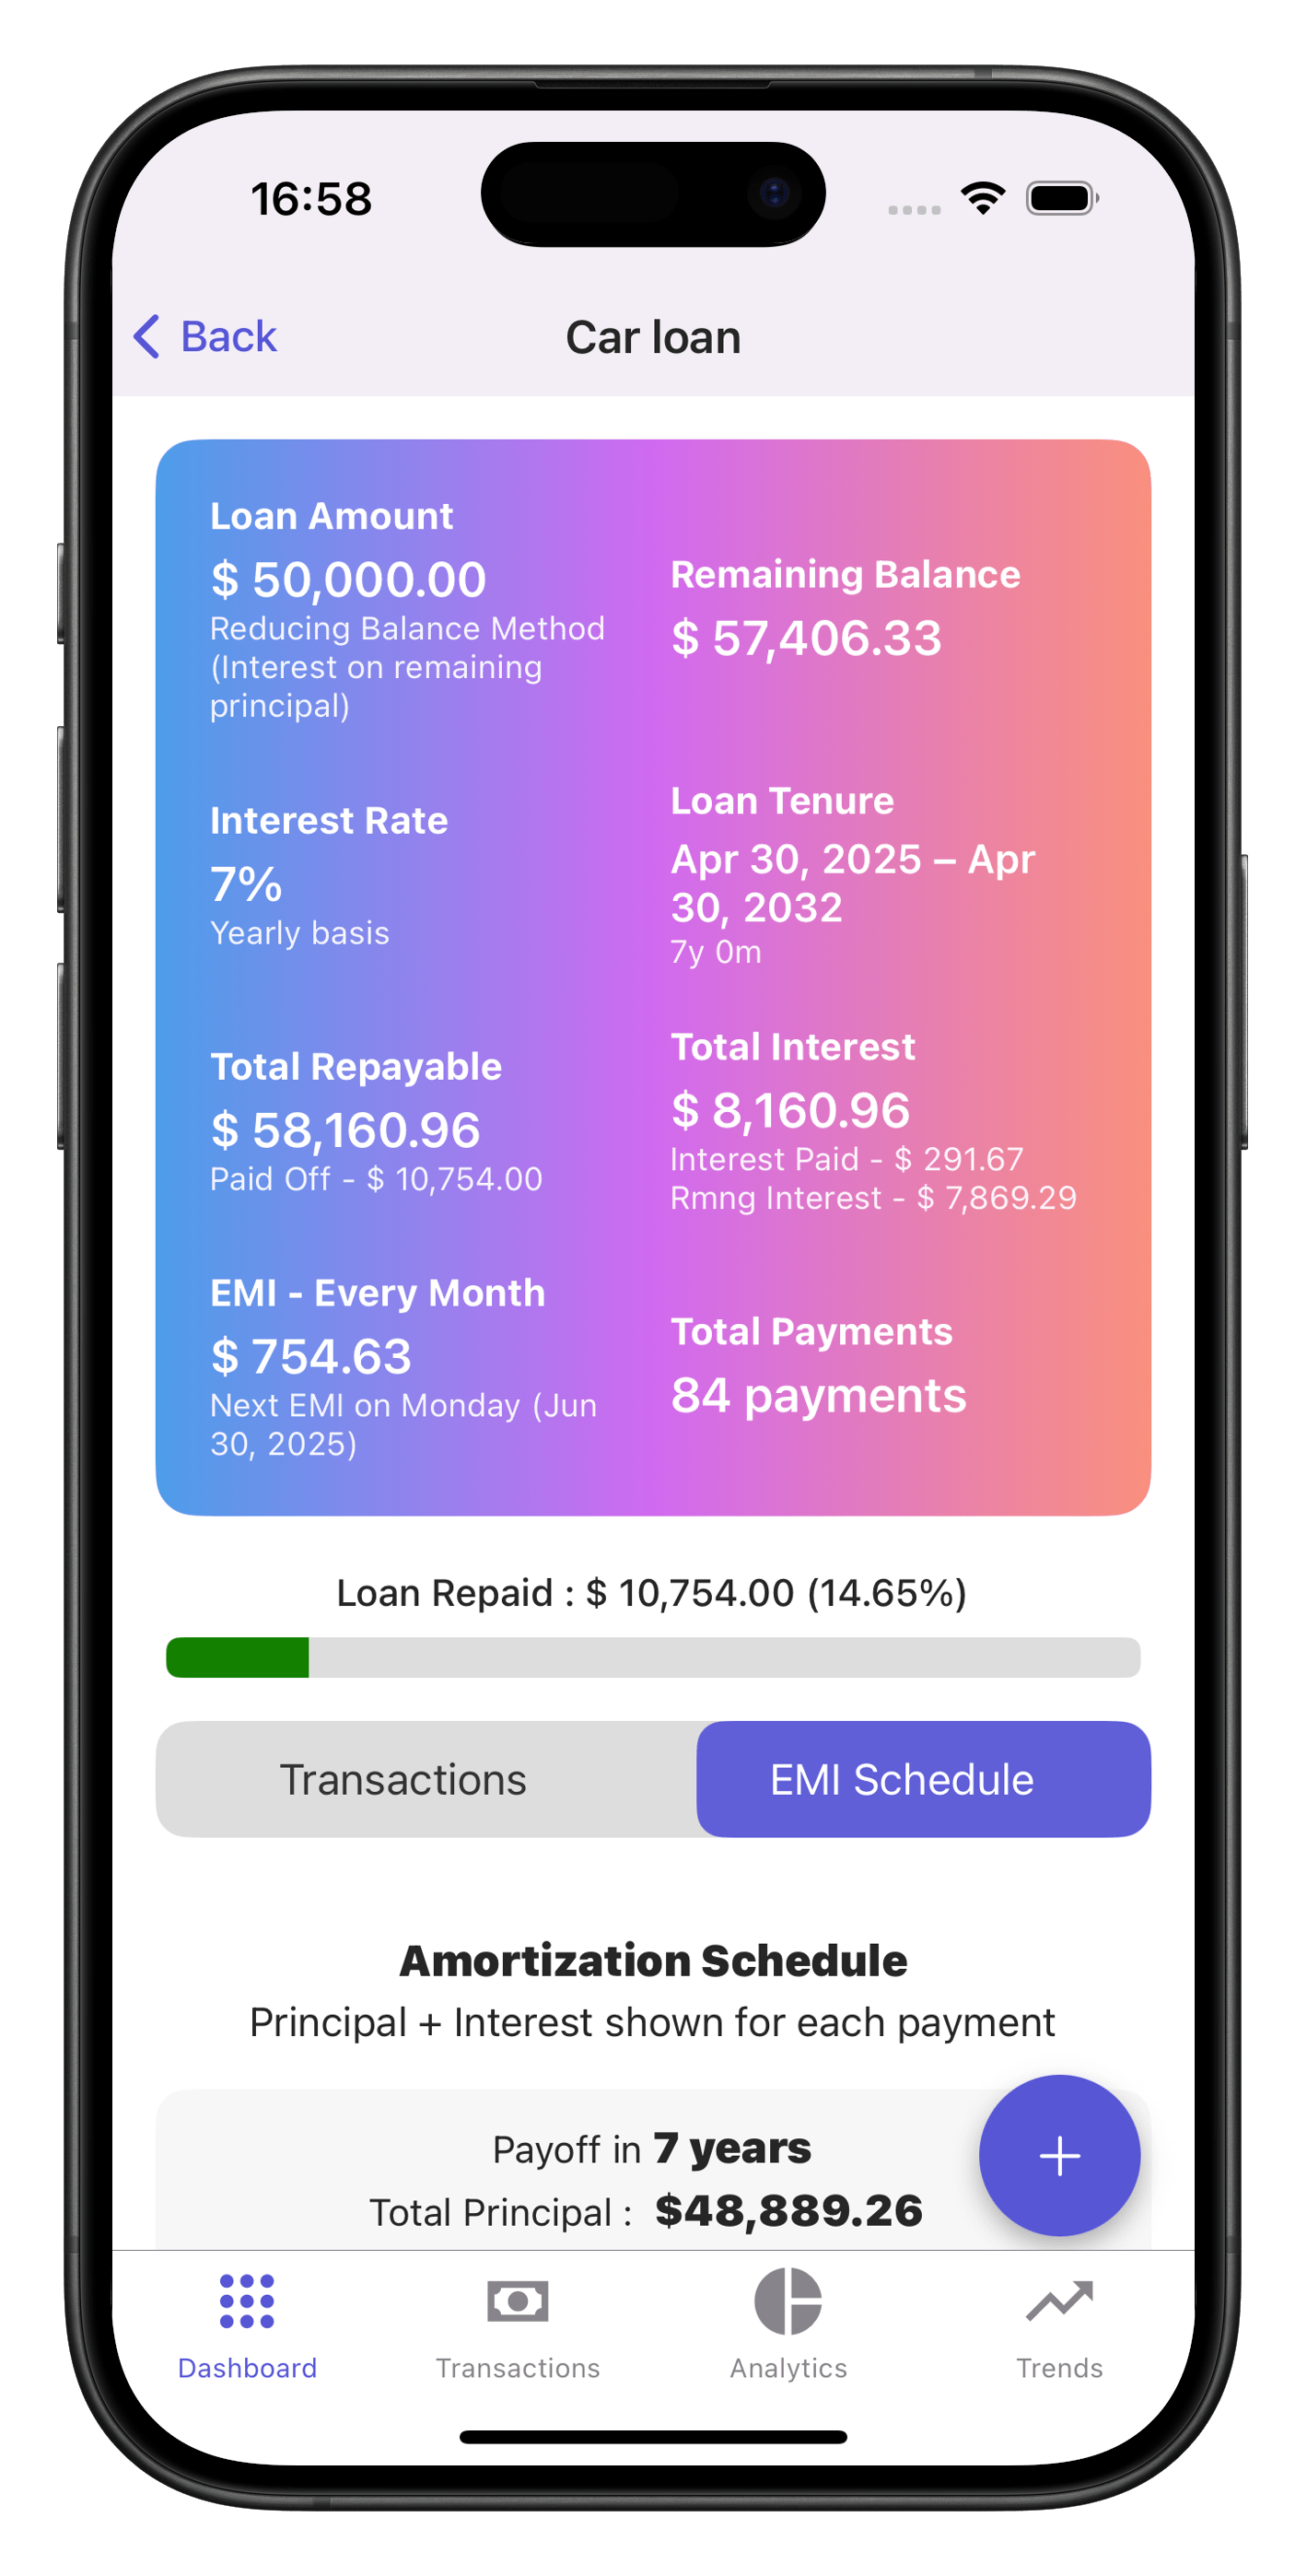 16:58
Back
Car loan
Loan Amount
$ 50,000.00
Reducing Balance Method
(Interest on remaining
principal)
Remaining Balance
$ 57,406.33
Interest Rate
7%
Yearly basis
Loan Tenure
Apr 30, 2025 – Apr
30, 2032
7y 0m
Total Repayable
$ 58,160.96
Paid Off - $ 10,754.00
Total Interest
$ 8,160.96
Interest Paid - $ 291.67
Rmng Interest - $ 7,869.29
EMI - Every Month
$ 754.63
Next EMI on Monday (Jun
30, 2025)
Total Payments
84 payments
Loan Repaid : $ 10,754.00 (14.65%)
Transactions
EMI Schedule
Amortization Schedule
Principal + Interest shown for each payment
Payoff in 7 years
Total Principal : $48,889.26
Dashboard
Transactions
Analytics
Trends